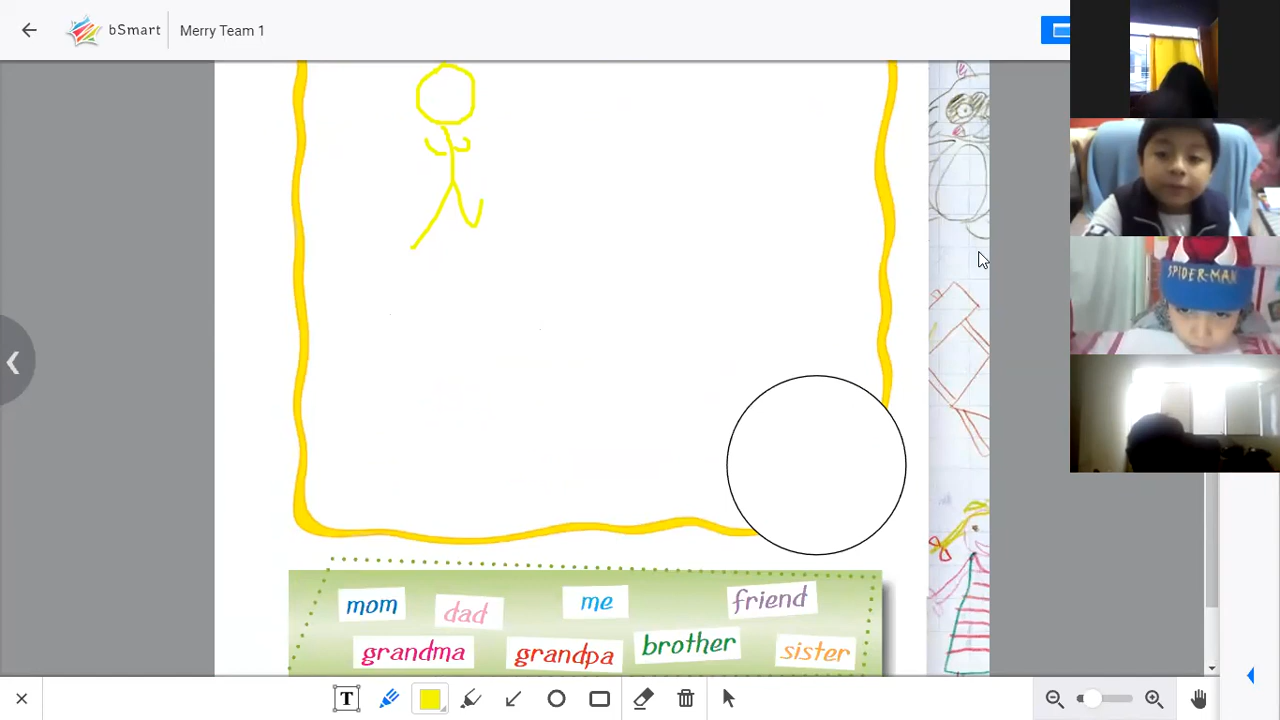 bSmart Merry Team 1
SPIDER-MAN
mom dad me friend
grandma grandpa brother sister
T